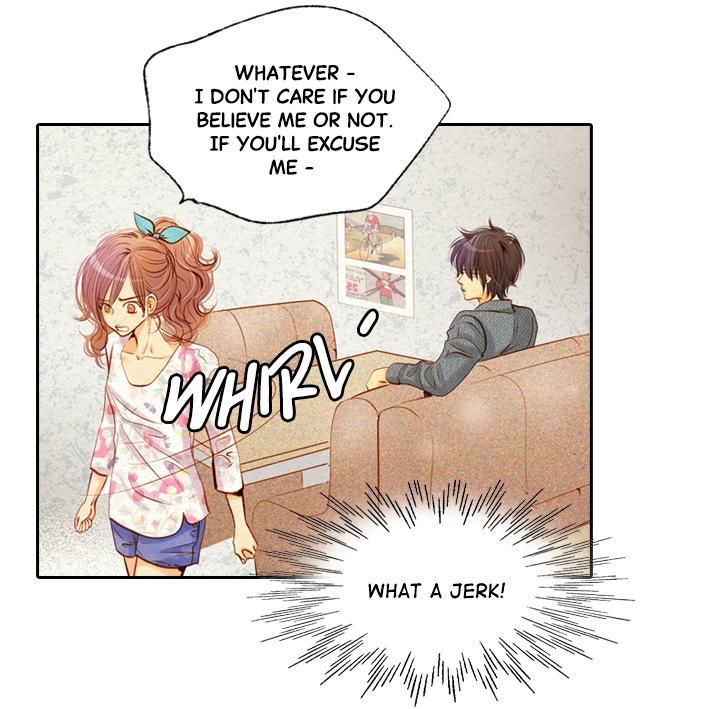 WHATEVER -
I DON'T CARE IF YOU
BELIEVE ME OR NOT.
IF YOU'LL EXCUSE
ME -
WHIRL
WHAT A JERK!